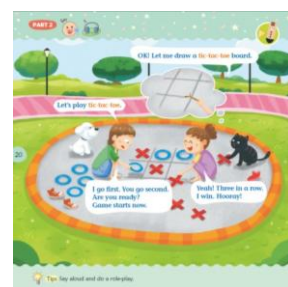 PART 2
OK! Let me draw a tic-tac-toe board.
Let's play tic-tac-toe.
20
I go first. You go second.
Are you ready?
Game starts now.
Yeah! Three in a row.
I win. Hooray!
Tip: Say aloud and do a role-play.